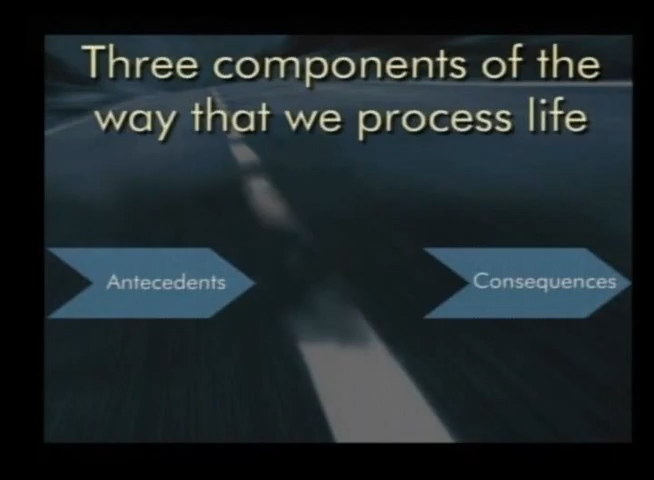 Three components of the
way that we process life
Antecedents
Consequences